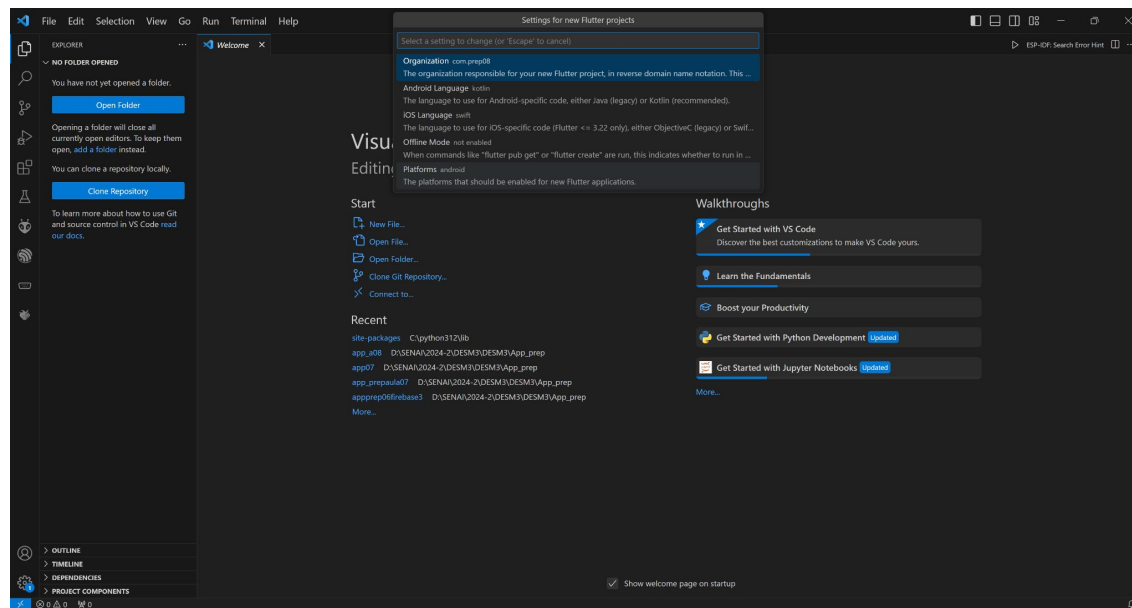 File Edit Selection View Go Run Terminal Help
Settings for new Flutter projects
Select a setting to change (or 'Escape' to cancel)
Organization com.prep08
The organization responsible for your new Flutter project, in reverse domain name notation. This ...
Android Language kotlin
The language to use for Android-specific code, either Java (legacy) or Kotlin (recommended).
iOS Language swift
The language to use for iOS-specific code (Flutter <= 3.22 only), either ObjectiveC (legacy) or Swif...
Offline Mode not enabled
When commands like "flutter pub get" or "flutter create" are run, this indicates whether to run in ...
Platforms android
The platforms that should be enabled for new Flutter applications.
EXPLORER ...
Welcome
ESP-IDF: Search Error Hint
NO FOLDER OPENED
You have not yet opened a folder.
Open Folder
Opening a folder will close all
currently open editors. To keep them
open, add a folder instead.
You can clone a repository locally.
Clone Repository
To learn more about how to use Git
and source control in VS Code read
our docs.
Visu
Editin
Start
New File...
Open File...
Open Folder...
Clone Git Repository...
Connect to...
Recent
site-packages C:\python312\lib
app_a08 D:\SENAI\2024-2\DESM3\DESM3\App_prep
app07 D:\SENAI\2024-2\DESM3\DESM3\App_prep
app_prepaula07 D:\SENAI\2024-2\DESM3\DESM3\App_prep
appprep06firebase3 D:\SENAI\2024-2\DESM3\DESM3\App_prep
More...
Walkthroughs
Get Started with VS Code
Discover the best customizations to make VS Code yours.
Learn the Fundamentals
Boost your Productivity
Get Started with Python Development Updated
Get Started with Jupyter Notebooks Updated
More...
OUTLINE
TIMELINE
DEPENDENCIES
PROJECT COMPONENTS
Show welcome page on startup
1
0 0 0